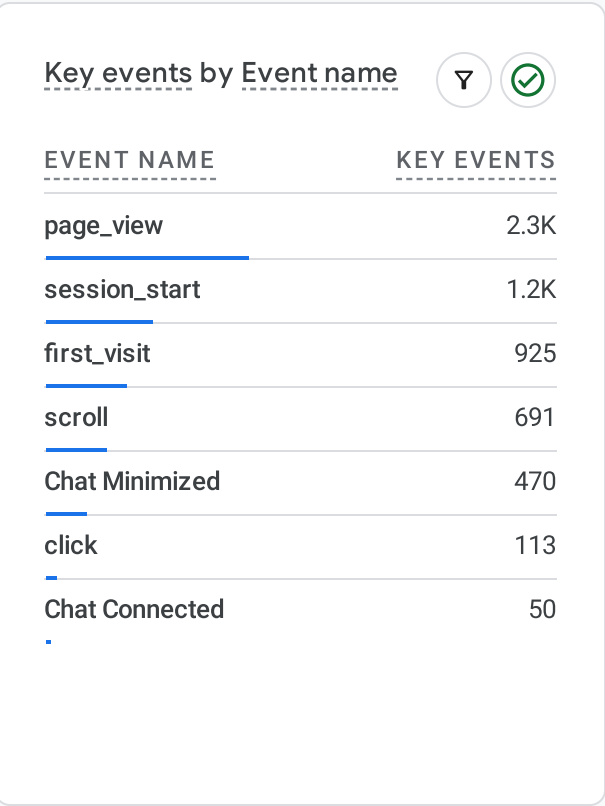 Key events by Event name
EVENT NAME KEY EVENTS
page_view 2.3K
session_start 1.2K
first_visit 925
scroll 691
Chat Minimized 470
click 113
Chat Connected 50